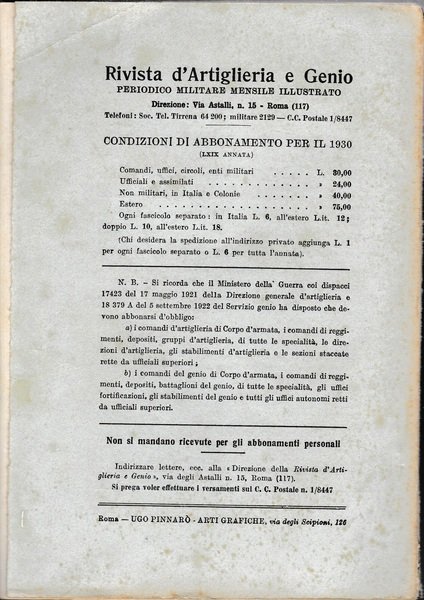 Rivista d'Artiglieria e Genio
PERIODICO MILITARE MENSILE ILLUSTRATO
Direzione: Via Astalli, n. 15 - Roma (117)
Telefoni: Soc. Tel. Tirrena 64 200; militare 2129 — C.C. Postale 1/8447
CONDIZIONI DI ABBONAMENTO PER IL 1930
(LXIX ANNATA)
Comandi, uffici, circoli, enti militari . . . . . L. 30,00
Ufficiali e assimilati . . . . . . . . . . . » 24,00
Non militari, in Italia e Colonie . . . . . . . » 40,00
Estero . . . . . . . . . . . . . . . . » 75,00
Ogni fascicolo separato: in Italia L. 6, all'estero L.it. 12;
doppio L. 10, all'estero L.it. 18.
(Chi desidera la spedizione all'indirizzo privato aggiunga L. 1
per ogni fascicolo separato o L. 6 per tutta l'annata).
N. B. - Si ricorda che il Ministero della Guerra coi dispacci
17423 del 17 maggio 1921 della Direzione generale d'artiglieria e
18 379 A del 5 settembre 1922 del Servizio genio ha disposto che de-
vono abbonarsi d'obbligo:
a) i comandi d'artiglieria di Corpo d'armata, i comandi di reggi-
menti, depositi, gruppi d'artiglieria, di tutte le specialità, le dire-
zioni d'artiglieria, gli stabilimenti d'artiglieria e le sezioni staccate
rette da ufficiali superiori;
b) i comandi del genio di Corpo d'armata, i comandi di reggi-
menti, depositi, battaglioni del genio, di tutte le specialità, gli uffici
fortificazioni, gli stabilimenti del genio e tutti gli uffici autonomi retti
da ufficiali superiori.
Non si mandano ricevute per gli abbonamenti personali
Indirizzare lettere, ecc. alla « Direzione della Rivista d'Arti-
glieria e Genio », via degli Astalli n. 15, Roma (117).
Si prega voler effettuare i versamenti sul C. C. Postale n. 1/8447
Roma — UGO PINNARÒ - ARTI GRAFICHE, via degli Scipioni, 126